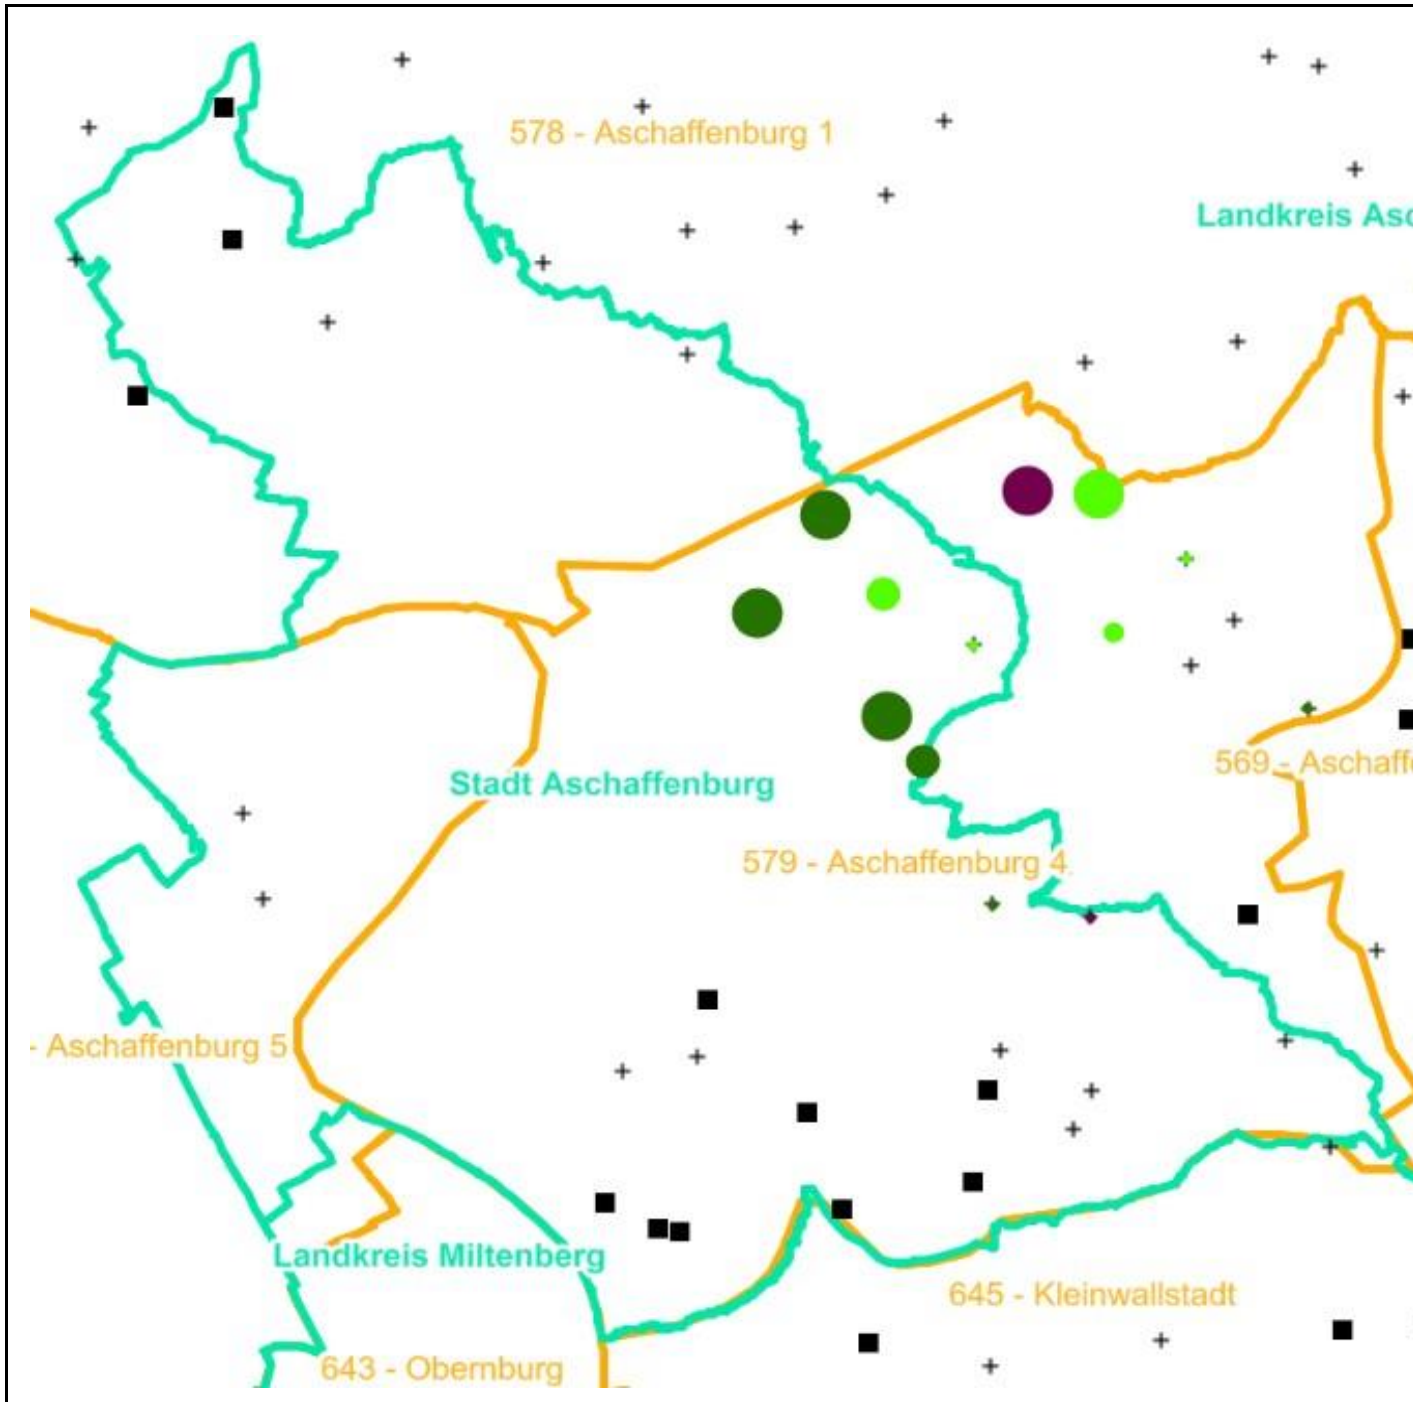 578 - Aschaffenburg 1
Landkreis Asc
569 - Aschaffe
Stadt Aschaffenburg
579 - Aschaffenburg 4
- Aschaffenburg 5
Landkreis Miltenberg
645 - Kleinwallstadt
643 - Obernburg